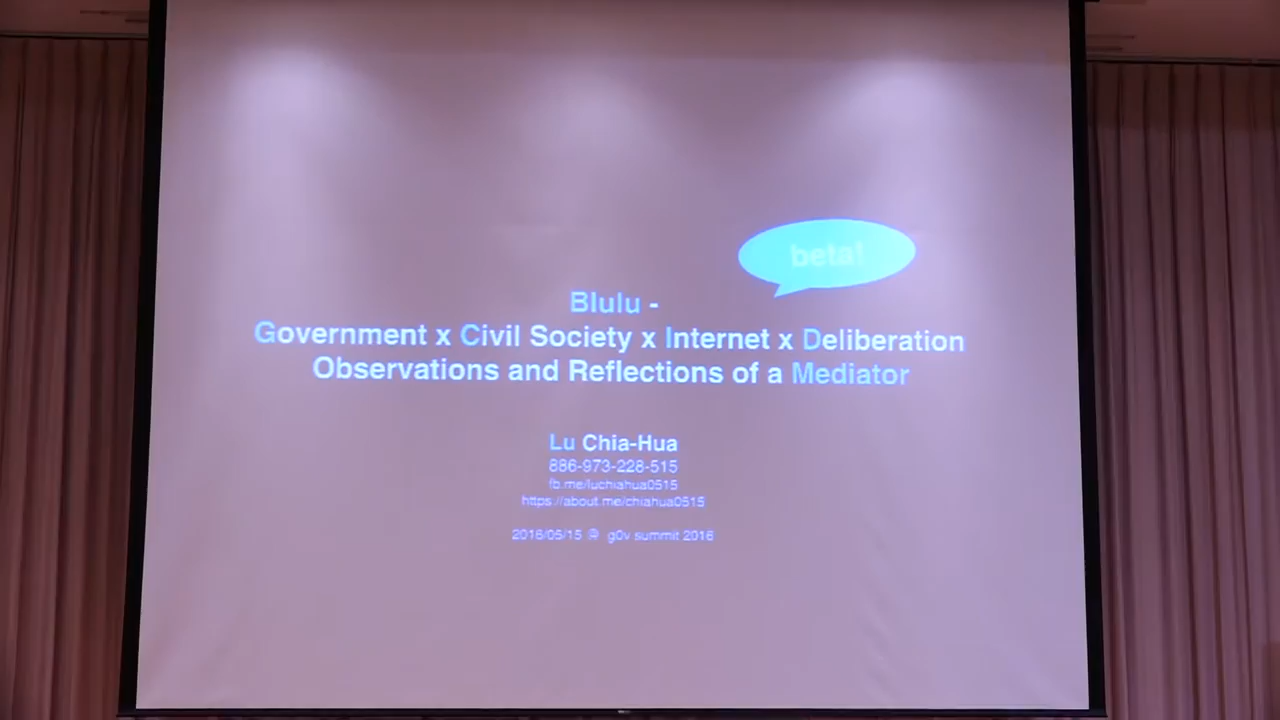 beta!
Blulu -
Government x Civil Society x Internet x Deliberation
Observations and Reflections of a Mediator
Lu Chia-Hua
886-973-228-515
fb.me/luchiahua0515
https://about.me/chiahua0515
2016/05/15 @ g0v summit 2016